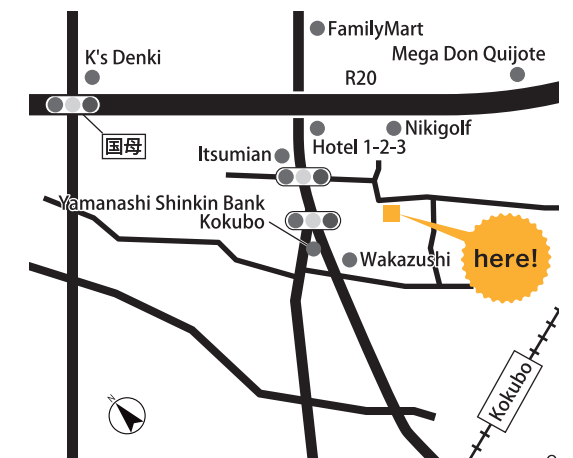 FamilyMart
K's Denki
Mega Don Quijote
R20
Nikigolf
国母
Hotel 1-2-3
Itsumian
Yamanashi Shinkin Bank
Kokubo
Wakazushi
here!
Kokubo
N